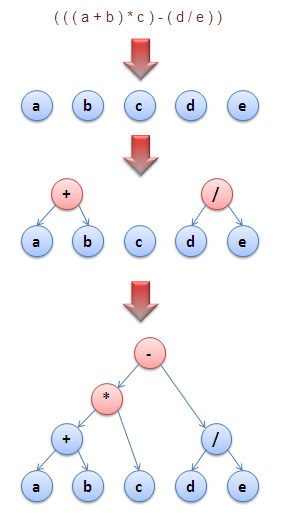 ( ( ( a + b ) * c ) - ( d / e ) )
a b c d e
+ /
a b c d e
-
*
+ /
a b c d e